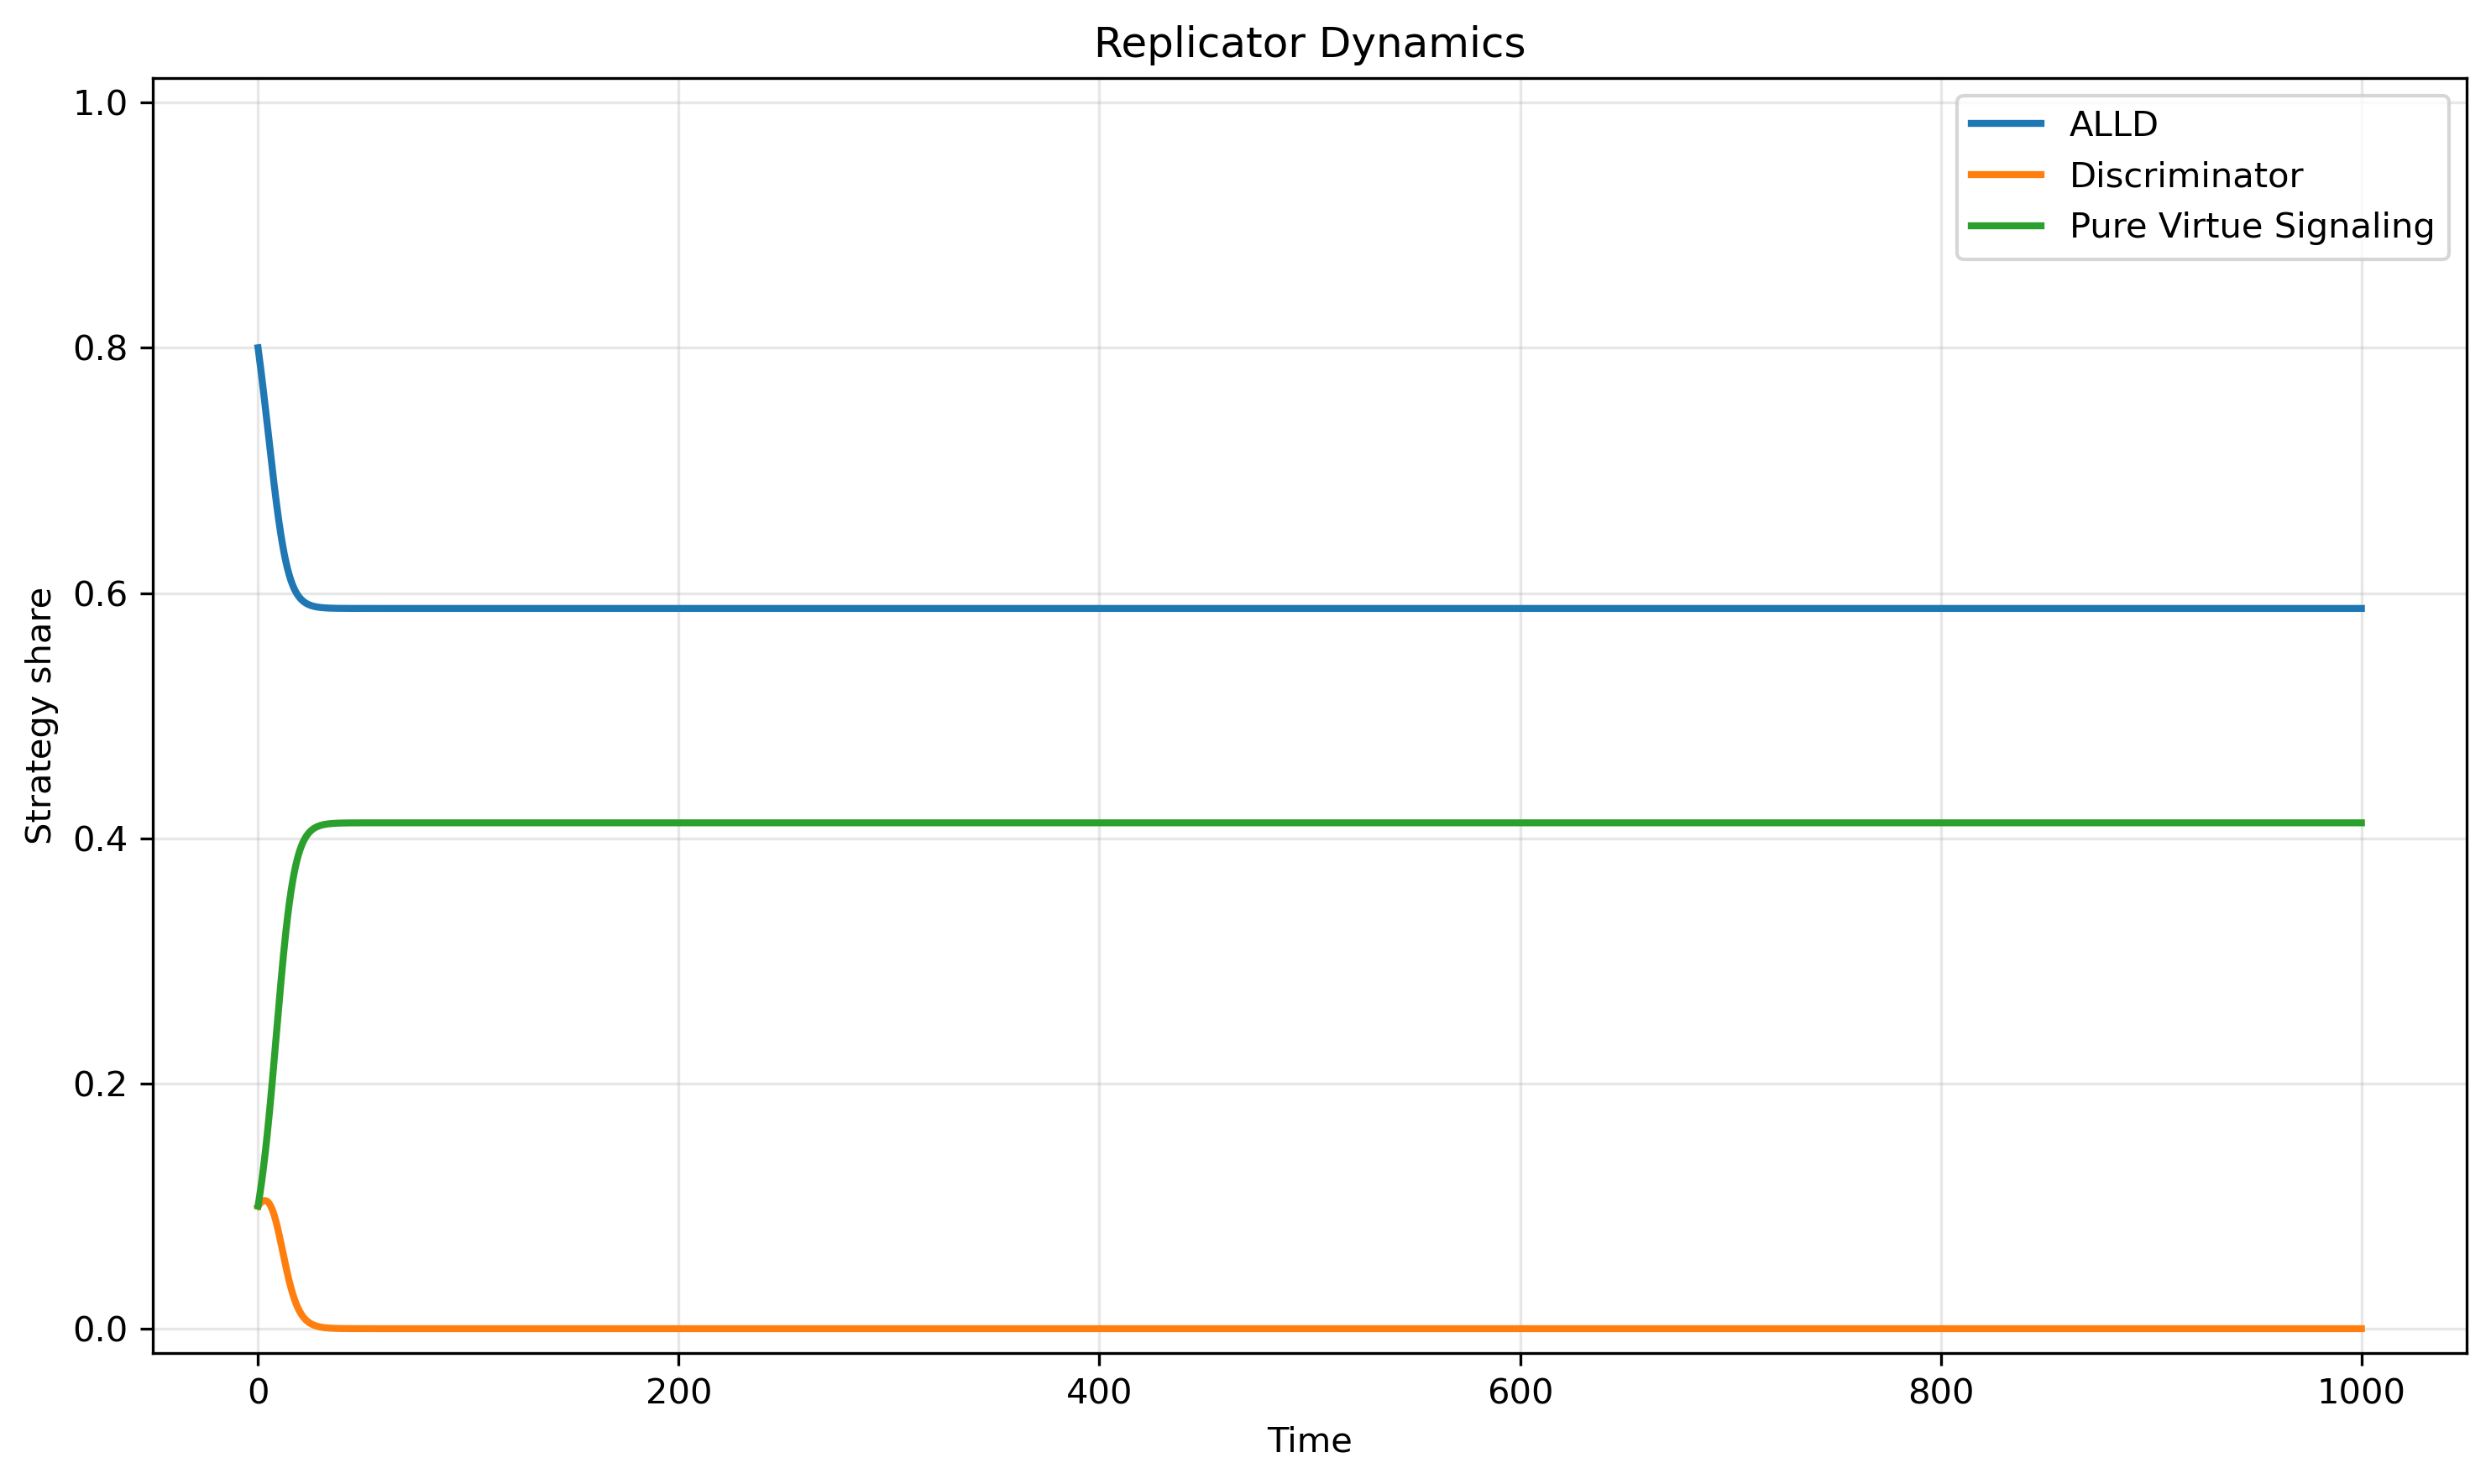 Replicator Dynamics
ALLD
Discriminator
Pure Virtue Signaling
Strategy share
1.0
0.8
0.6
0.4
0.2
0.0
0 200 400 600 800 1000
Time